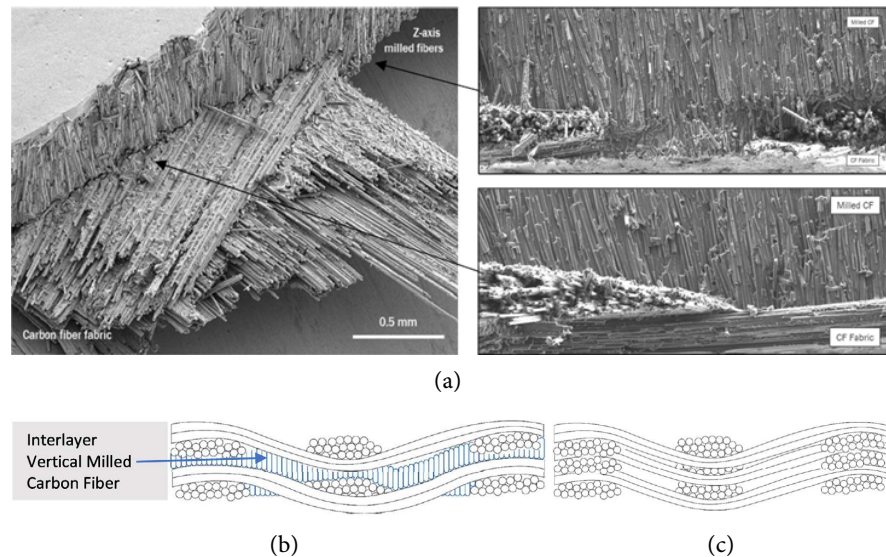 Z-axis
milled fibers
Carbon fiber fabric
0.5 mm
Milled CF
CF Fabric
Milled CF
CF Fabric
(a)
Interlayer
Vertical Milled
Carbon Fiber
(b)
(c)